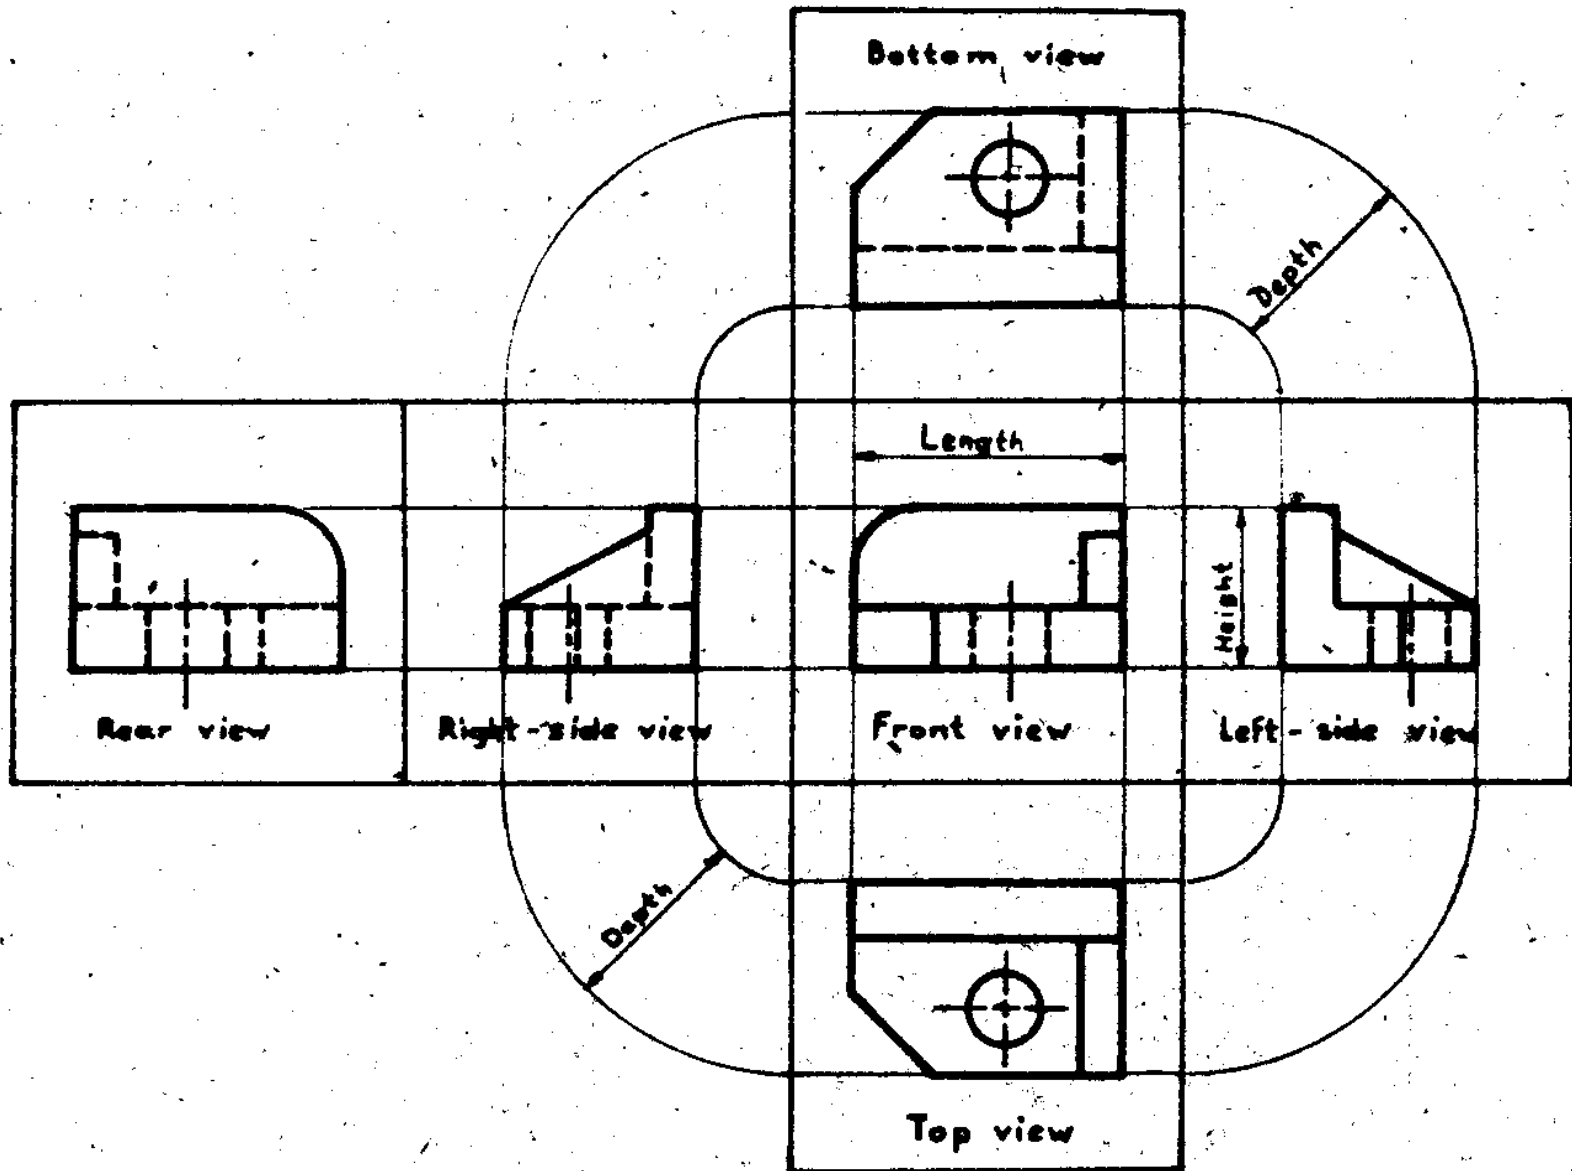 Bottom view
Depth
Length
Height
Rear view
Right-side view
Front view
Left-side view
Depth
Top view